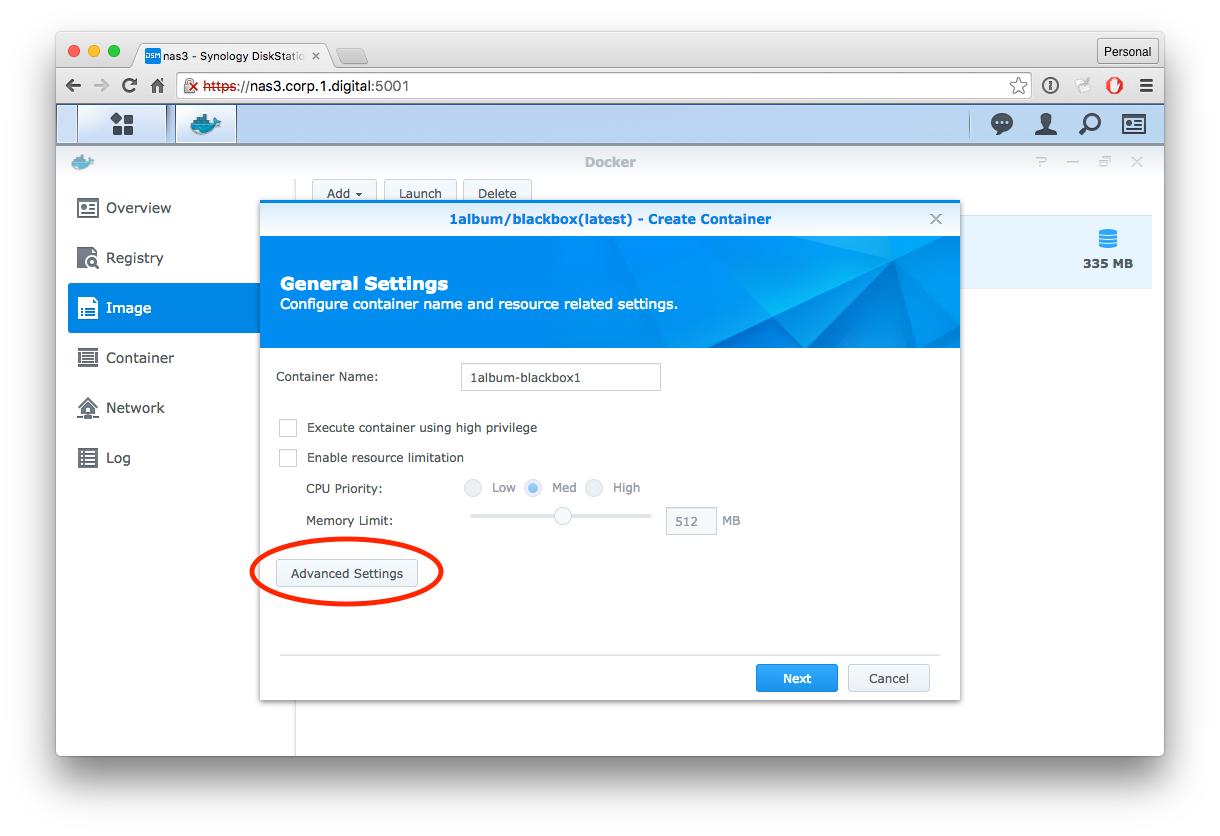 DSM nas3 - Synology DiskStatio
Personal
https://nas3.corp.1.digital:5001
Docker
Overview
Registry
Image
Container
Network
Log
Add Launch Delete
335 MB
1album/blackbox(latest) - Create Container
General Settings
Configure container name and resource related settings.
Container Name: 1album-blackbox1
Execute container using high privilege
Enable resource limitation
CPU Priority: Low Med High
Memory Limit: 512 MB
Advanced Settings
Next Cancel